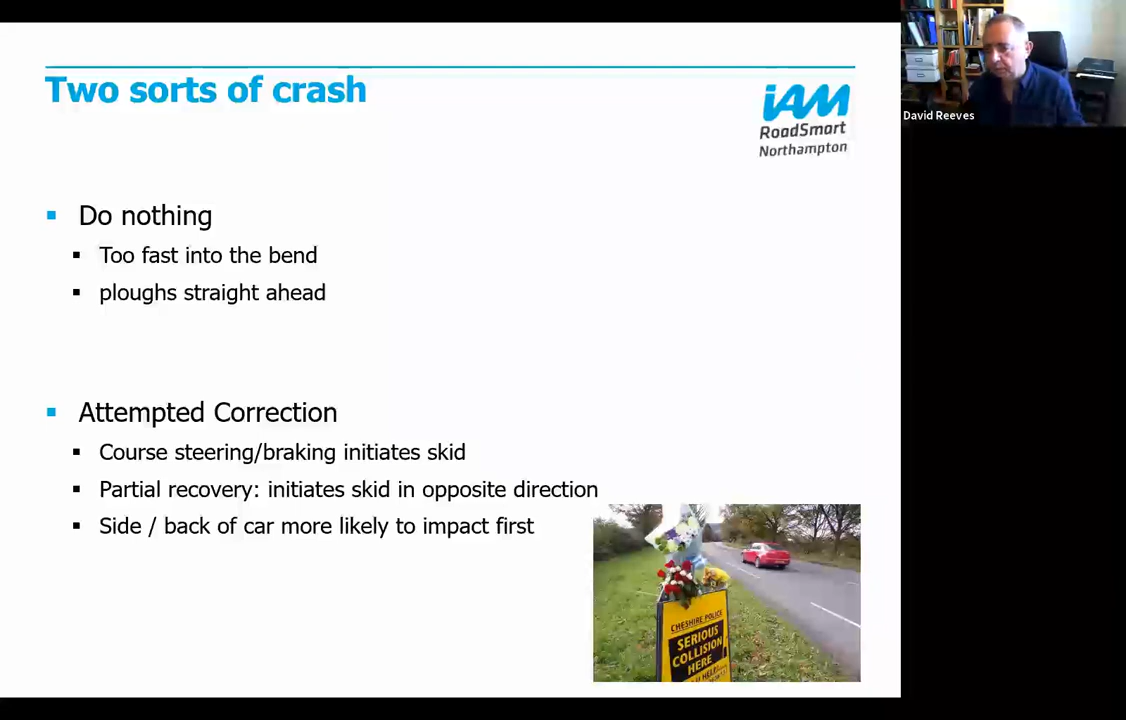 Two sorts of crash
iAM
RoadSmart
Northampton
Do nothing
Too fast into the bend
ploughs straight ahead
Attempted Correction
Course steering/braking initiates skid
Partial recovery: initiates skid in opposite direction
Side / back of car more likely to impact first
CHESHIRE POLICE
SERIOUS
COLLISION
HERE
David Reeves